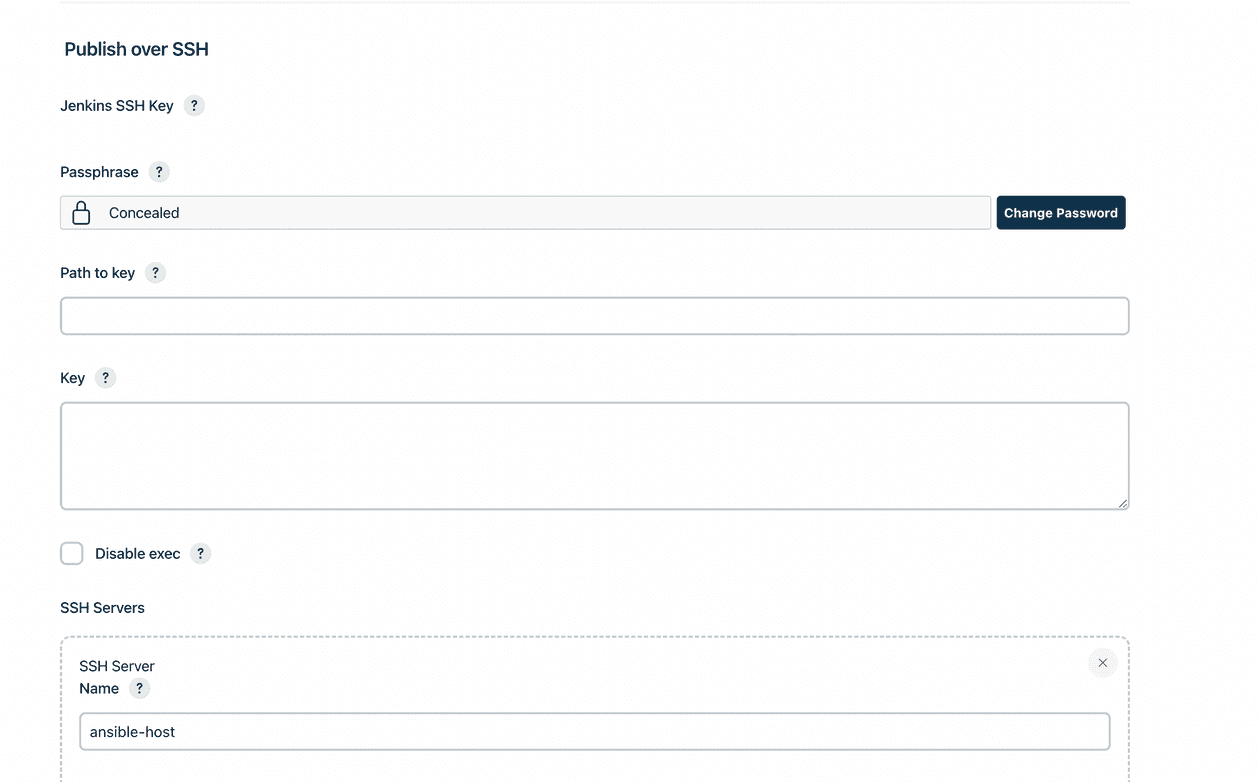 Publish over SSH
Jenkins SSH Key ?
Passphrase ?
Concealed Change Password
Path to key ?
Key ?
Disable exec ?
SSH Servers
SSH Server
Name ?
ansible-host